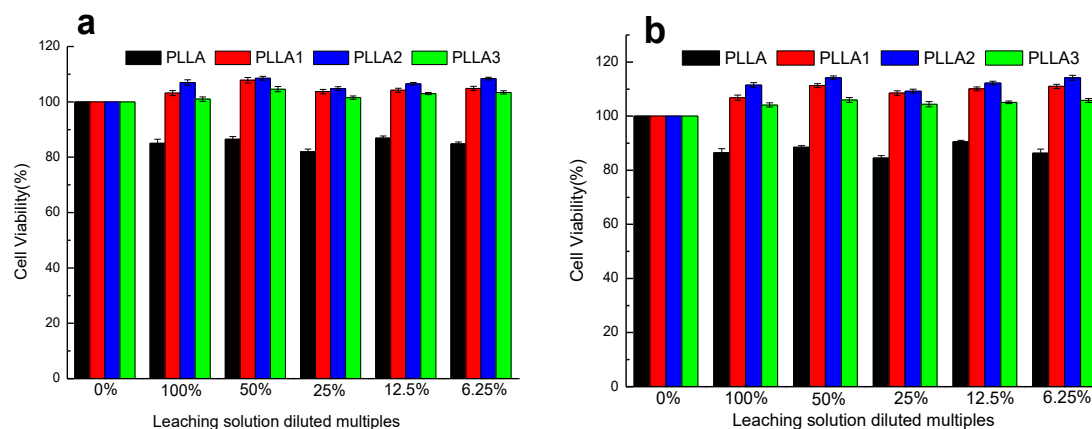 a
PLLA PLLA1 PLLA2 PLLA3
120
100
80
60
40
20
0
Cell Viability(%)
0% 100% 50% 25% 12.5% 6.25%
Leaching solution diluted multiples
b
PLLA PLLA1 PLLA2 PLLA3
120
100
80
60
40
20
0
Cell Viability(%)
0% 100% 50% 25% 12.5% 6.25%
Leaching solution diluted multiples